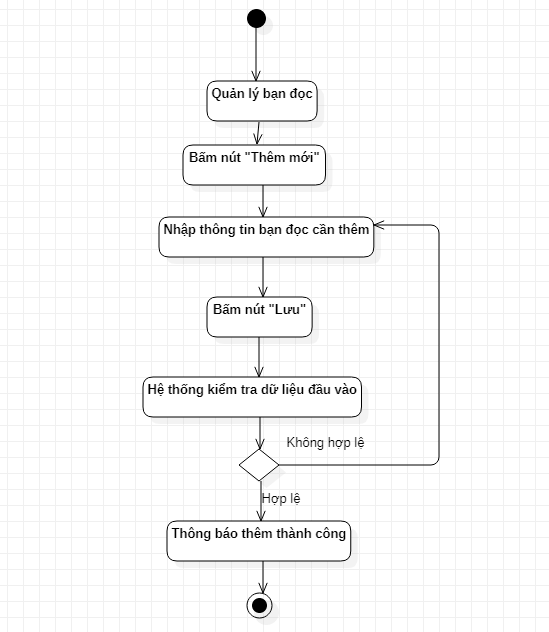 Quản lý bạn đọc
Bấm nút "Thêm mới"
Nhập thông tin bạn đọc cần thêm
Bấm nút "Lưu"
Hệ thống kiểm tra dữ liệu đầu vào
Không hợp lệ
Hợp lệ
Thông báo thêm thành công